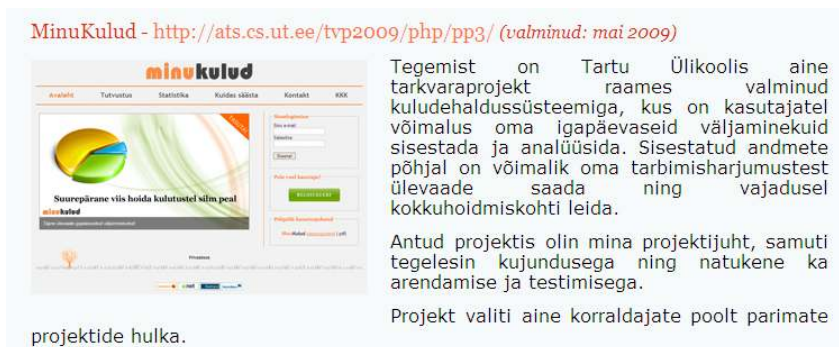 MinuKulud - http://ats.cs.ut.ee/tvp2009/php/pp3/ (valminud: mai 2009)
minukulud
Avaleht Tutvustus Statistika Kuidas säästa Kontakt KKK
Suurepärane viis hoida kulutustel silm peal
minukulud
Tegemist on Tartu Ülikoolis aine
tarkvaraprojekt raames valminud
kuludehaldussüsteemiga, kus on kasutajatel
võimalus oma igapäevaseid väljaminekuid
sisestada ja analüüsida. Sisestatud andmete
põhjal on võimalik oma tarbimisharjumustest
ülevaade saada ning vajadusel
kokkuhoidmiskohti leida.
Antud projektis olin mina projektijuht, samuti
tegelesin kujundusega ning natukene ka
arendamise ja testimisega.
Projekt valiti aine korraldajate poolt parimate
projektide hulka.